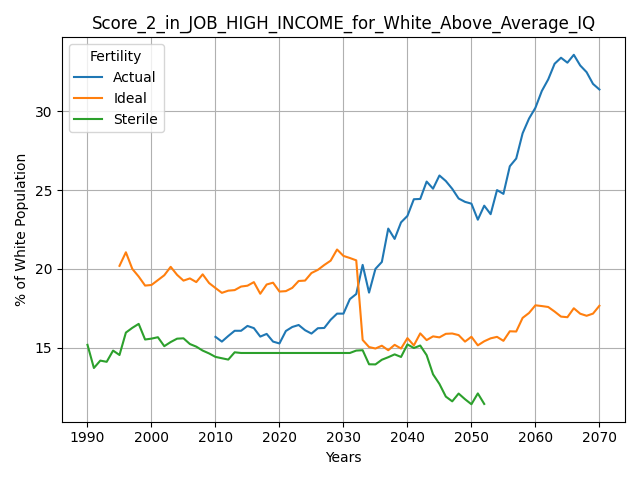 Score_2_in_JOB_HIGH_INCOME_for_White_Above_Average_IQ
Fertility
Actual
Ideal
Sterile
% of White Population
30
25
20
15
1990 2000 2010 2020 2030 2040 2050 2060 2070
Years